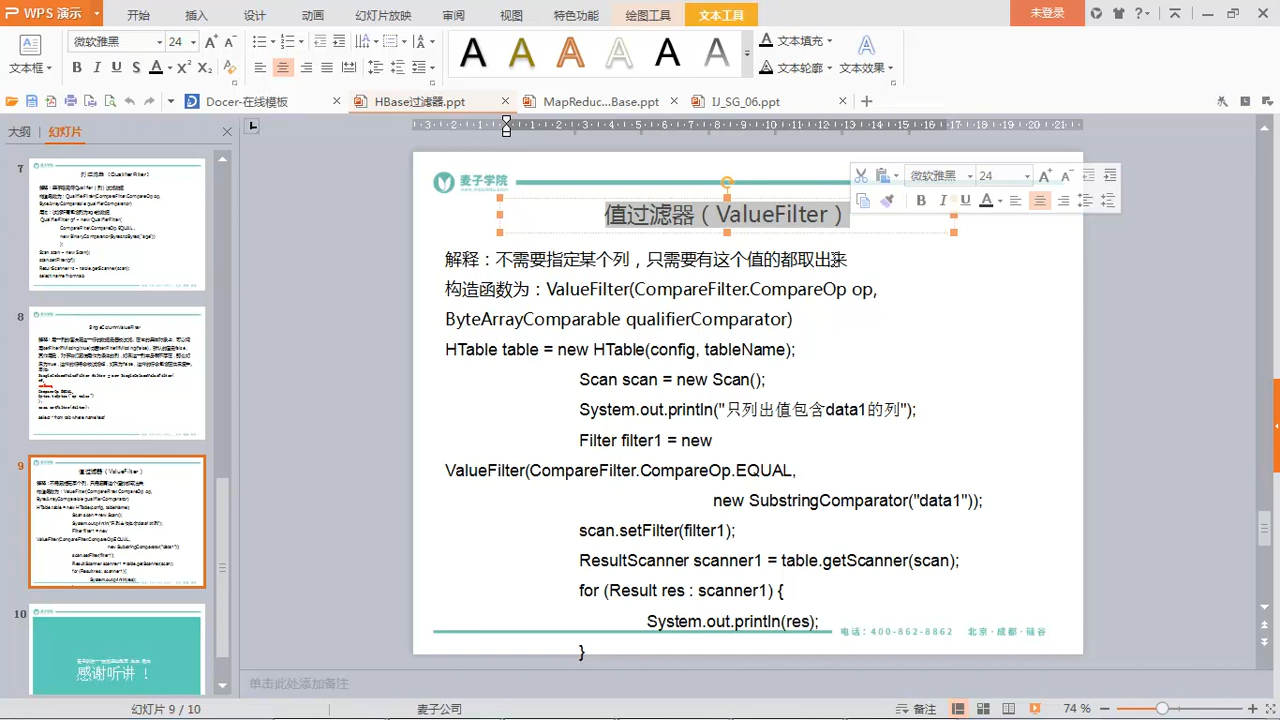 WPS 演示
开始
插入
设计
动画
幻灯片放映
审阅
视图
特色功能
绘图工具
文本工具
未登录
文本框
微软雅黑
24
文本填充
文本轮廓
文本效果
Docer-在线模板
HBase过滤器.ppt
MapReduc...Base.ppt
IJ_SG_06.ppt
大纲
幻灯片
7
8
SingleColumnValueFilter
9
值过滤器(ValueFilter)
10
感谢听讲 !
麦子学院
微软雅黑
24
值过滤器(ValueFilter)
解释:不需要指定某个列,只需要有这个值的都取出来
构造函数为:ValueFilter(CompareFilter.CompareOp op,
ByteArrayComparable qualifierComparator)
HTable table = new HTable(config, tableName);
Scan scan = new Scan();
System.out.println("只列出值包含data1的列");
Filter filter1 = new
ValueFilter(CompareFilter.CompareOp.EQUAL,
new SubstringComparator("data1"));
scan.setFilter(filter1);
ResultScanner scanner1 = table.getScanner(scan);
for (Result res : scanner1) {
System.out.println(res);
}
电话:400-862-8862 北京·成都·硅谷
单击此处添加备注
幻灯片 9 / 10
麦子公司
备注
74 %